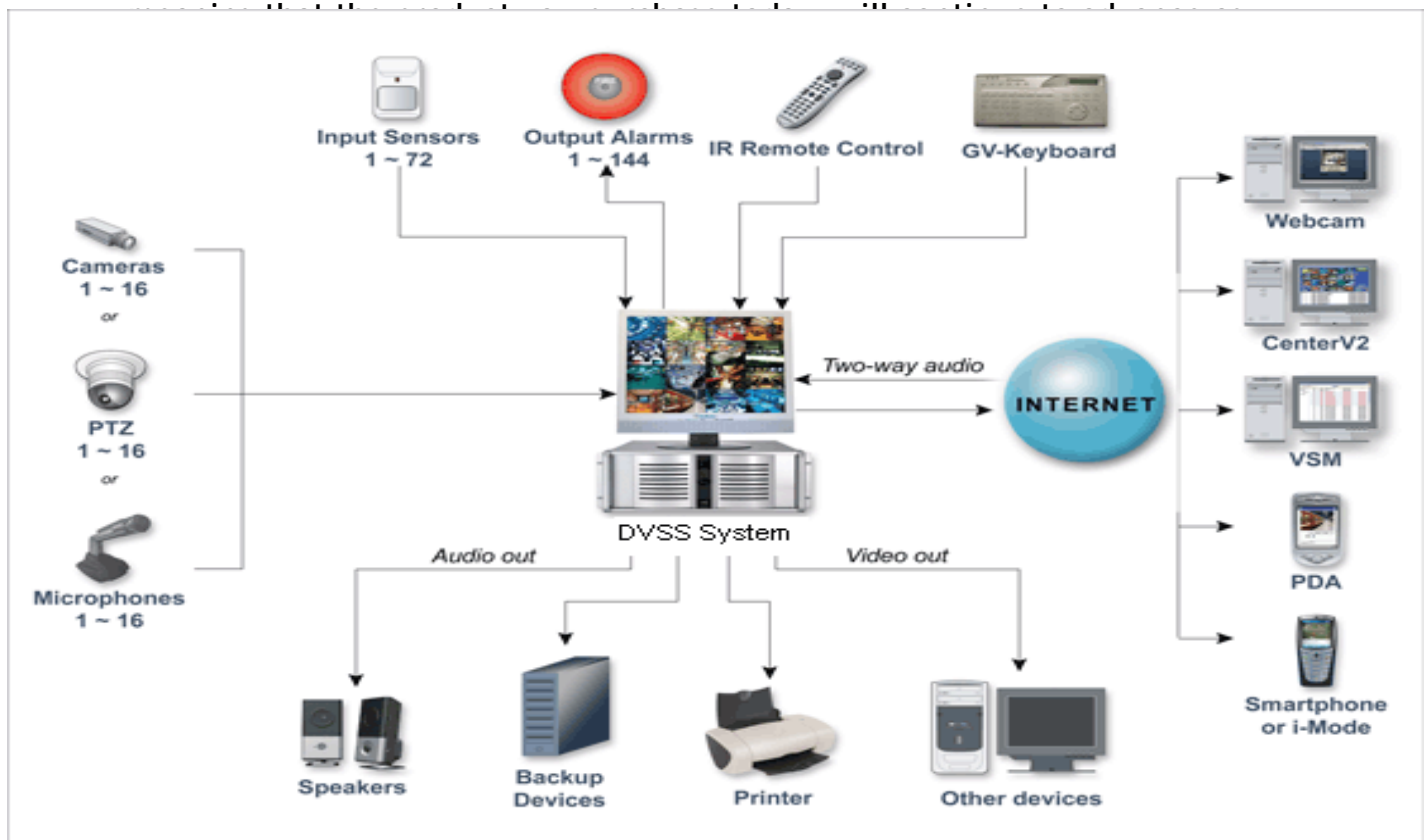 Input Sensors
1 ~ 72
Output Alarms
1 ~ 144
IR Remote Control
GV-Keyboard
Cameras
1 ~ 16
or
PTZ
1 ~ 16
or
Microphones
1 ~ 16
Two-way audio
INTERNET
DVSS System
Webcam
CenterV2
VSM
PDA
Smartphone
or i-Mode
Audio out
Video out
Speakers
Backup
Devices
Printer
Other devices